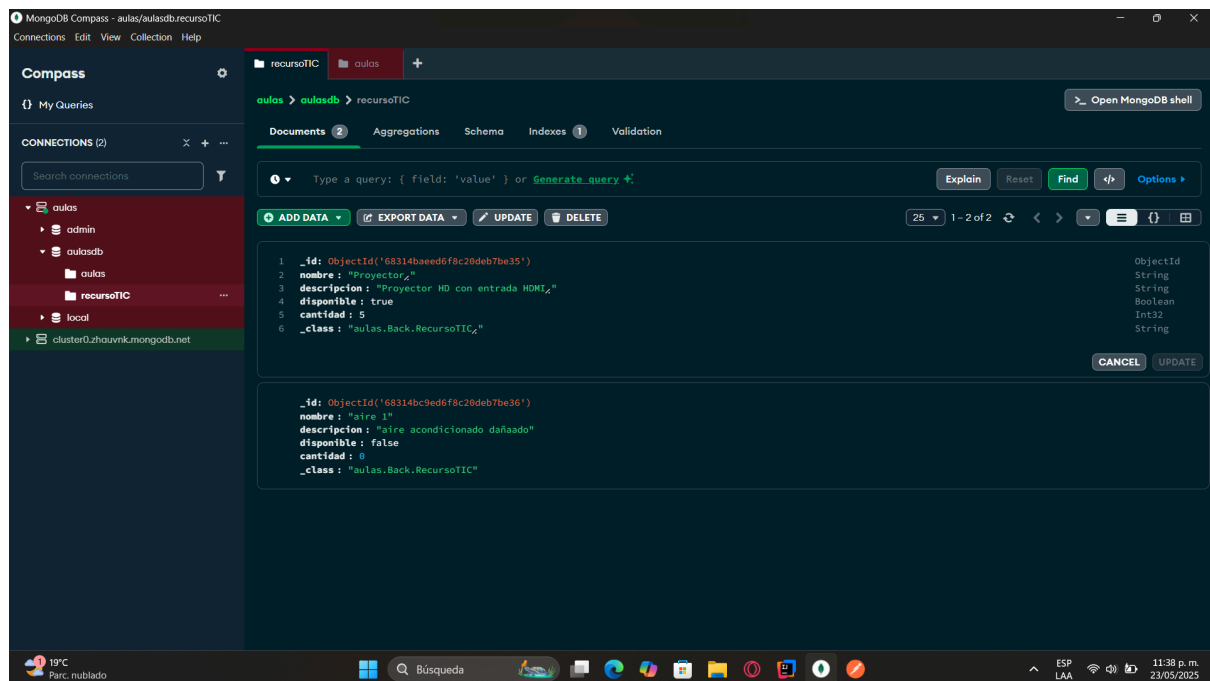 MongoDB Compass - aulas/aulasdb.recursoTIC
Connections Edit View Collection Help
Compass
{} My Queries
CONNECTIONS (2)
Search connections
aulas
admin
aulasdb
aulas
recursoTIC
local
cluster0.zhauvnk.mongodb.net
recursoTIC aulas
aulas > aulasdb > recursoTIC
>_ Open MongoDB shell
Documents 2 Aggregations Schema Indexes 1 Validation
Type a query: { field: 'value' } or Generate query
Explain Reset Find </> Options
ADD DATA EXPORT DATA UPDATE DELETE
25 1 – 2 of 2 {}
1 _id: ObjectId('68314baeed6f8c20deb7be35') ObjectId
2 nombre : "Proyector" String
3 descripcion : "Proyector HD con entrada HDMI" String
4 disponible : true Boolean
5 cantidad : 5 Int32
6 _class : "aulas.Back.RecursoTIC" String
CANCEL UPDATE
_id: ObjectId('68314bc9ed6f8c20deb7be36')
nombre : "aire 1"
descripcion : "aire acondicionado dañaado"
disponible : false
cantidad : 0
_class : "aulas.Back.RecursoTIC"
1 19°C
Parc. nublado
Búsqueda
ESP
LAA
11:38 p. m.
23/05/2025